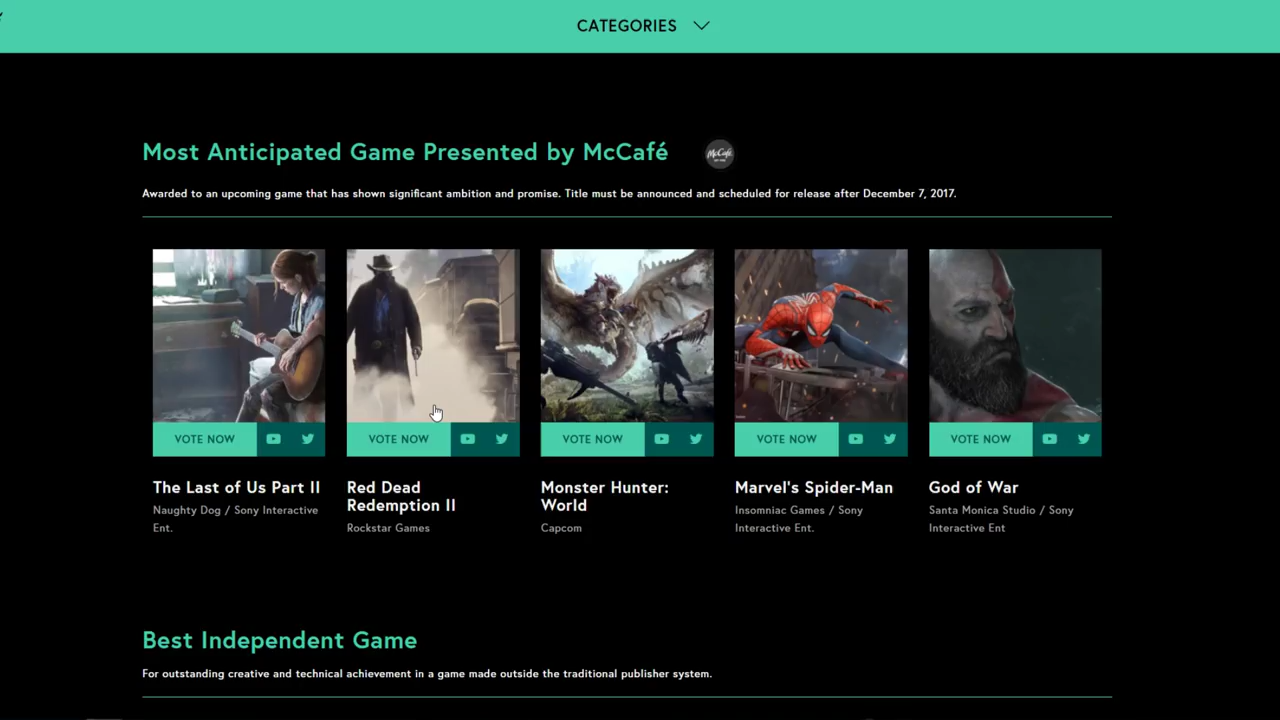 CATEGORIES
Most Anticipated Game Presented by McCafé
McCafé
Awarded to an upcoming game that has shown significant ambition and promise. Title must be announced and scheduled for release after December 7, 2017.
VOTE NOW
VOTE NOW
VOTE NOW
VOTE NOW
VOTE NOW
The Last of Us Part II
Naughty Dog / Sony Interactive
Ent.
Red Dead
Redemption II
Rockstar Games
Monster Hunter:
World
Capcom
Marvel's Spider-Man
Insomniac Games / Sony
Interactive Ent.
God of War
Santa Monica Studio / Sony
Interactive Ent
Best Independent Game
For outstanding creative and technical achievement in a game made outside the traditional publisher system.